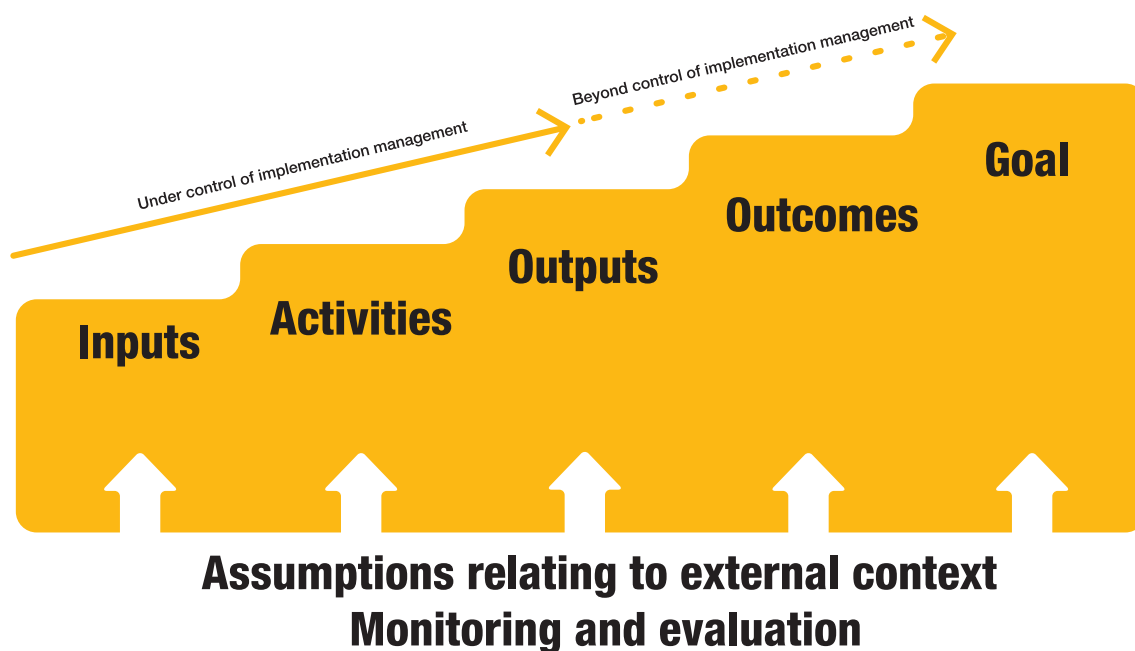 Beyond control of implementation management
Under control of implementation management
Goal
Outcomes
Outputs
Activities
Inputs
Assumptions relating to external context
Monitoring and evaluation